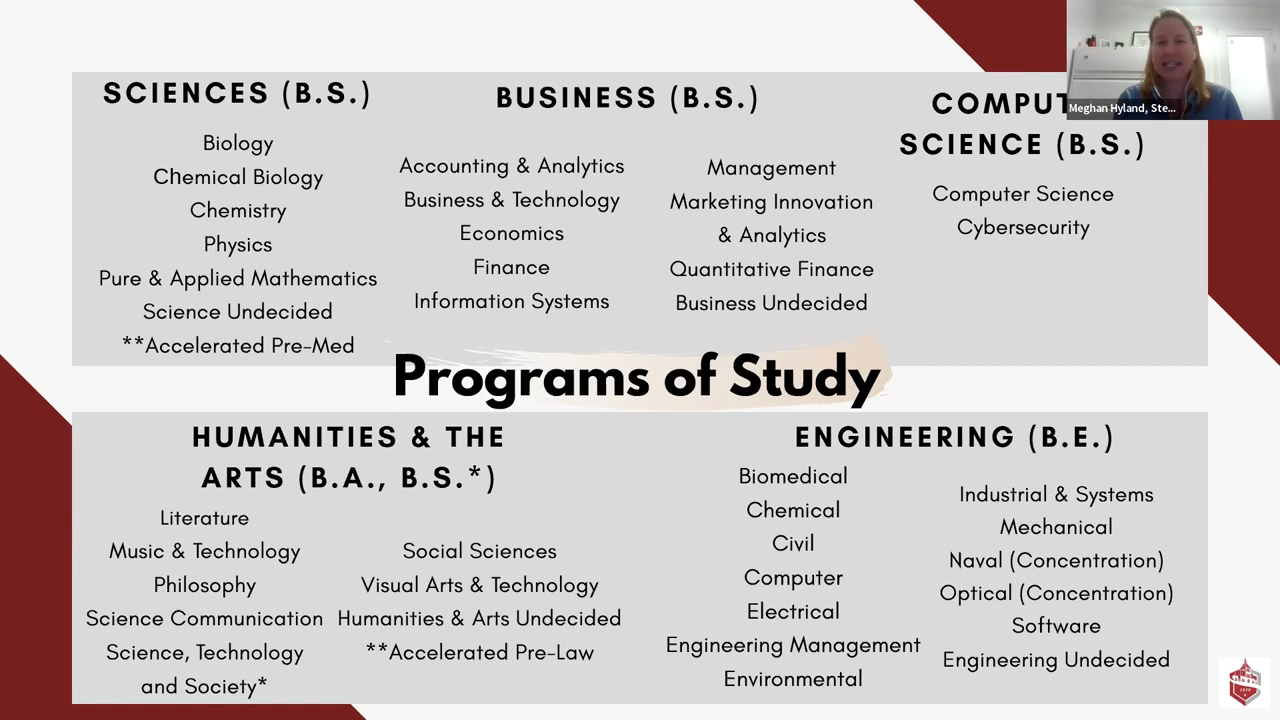 SCIENCES (B.S.)
Biology
Chemical Biology
Chemistry
Physics
Pure & Applied Mathematics
Science Undecided
**Accelerated Pre-Med
BUSINESS (B.S.)
Accounting & Analytics
Business & Technology
Economics
Finance
Information Systems
Management
Marketing Innovation
& Analytics
Quantitative Finance
Business Undecided
COMPUT
SCIENCE (B.S.)
Computer Science
Cybersecurity
Meghan Hyland, Ste...
Programs of Study
HUMANITIES & THE
ARTS (B.A., B.S.*)
Literature
Music & Technology
Philosophy
Science Communication
Science, Technology
and Society*
Social Sciences
Visual Arts & Technology
Humanities & Arts Undecided
**Accelerated Pre-Law
ENGINEERING (B.E.)
Biomedical
Chemical
Civil
Computer
Electrical
Engineering Management
Environmental
Industrial & Systems
Mechanical
Naval (Concentration)
Optical (Concentration)
Software
Engineering Undecided